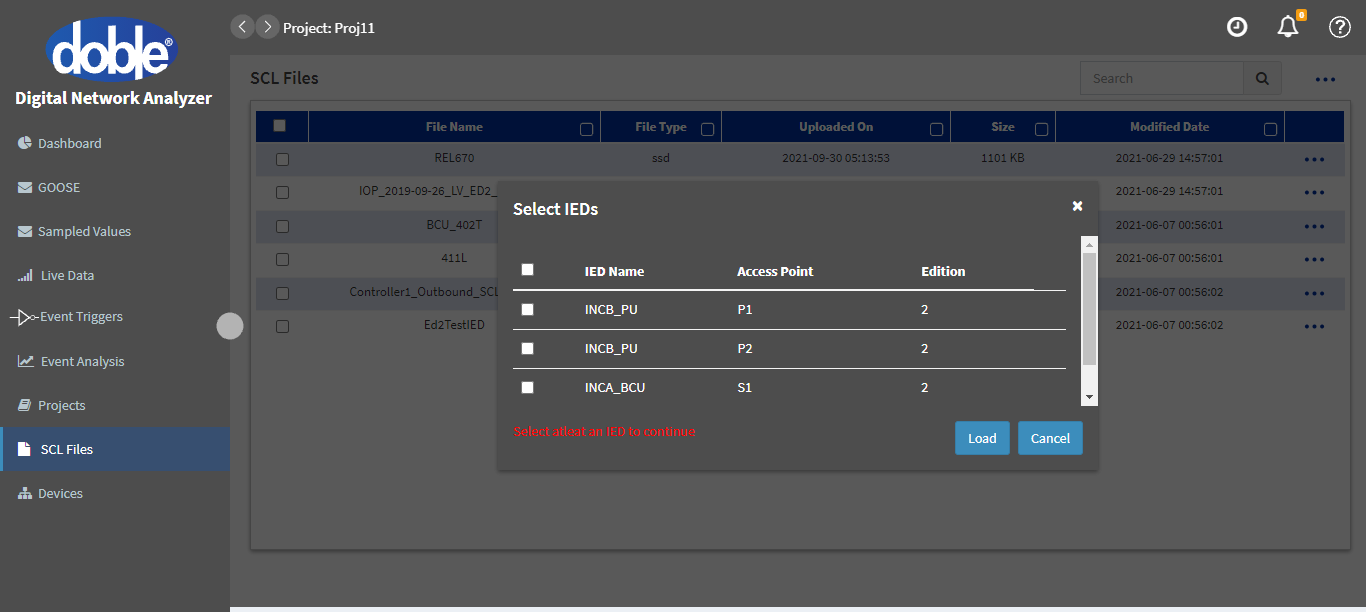 doble®
Digital Network Analyzer
Project: Proj11
0
Dashboard
GOOSE
Sampled Values
Live Data
Event Triggers
Event Analysis
Projects
SCL Files
Devices
SCL Files
Search
File Name File Type Uploaded On Size Modified Date
REL670 ssd 2021-09-30 05:13:53 1101 KB 2021-06-29 14:57:01
IOP_2019-09-26_LV_ED2_ 2021-06-29 14:57:01
BCU_402T 2021-06-07 00:56:01
411L 2021-06-07 00:56:01
Controller1_Outbound_SCL 2021-06-07 00:56:02
Ed2TestIED 2021-06-07 00:56:02
Select IEDs
IED Name Access Point Edition
INCB_PU P1 2
INCB_PU P2 2
INCA_BCU S1 2
Select atleat an IED to continue
Load Cancel